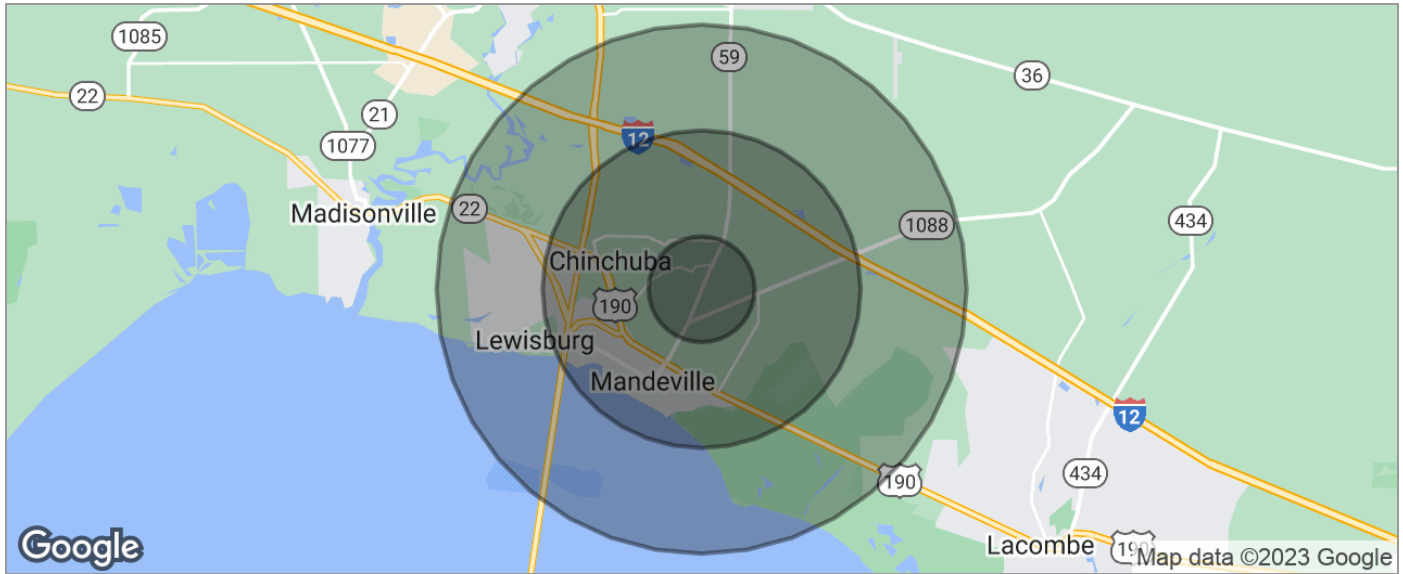 1085
59
36
22
21
12
1077
Madisonville
22
1088
434
Chinchuba
190
Lewisburg
Mandeville
12
434
190
Lacombe
190
Google
Map data ©2023 Google